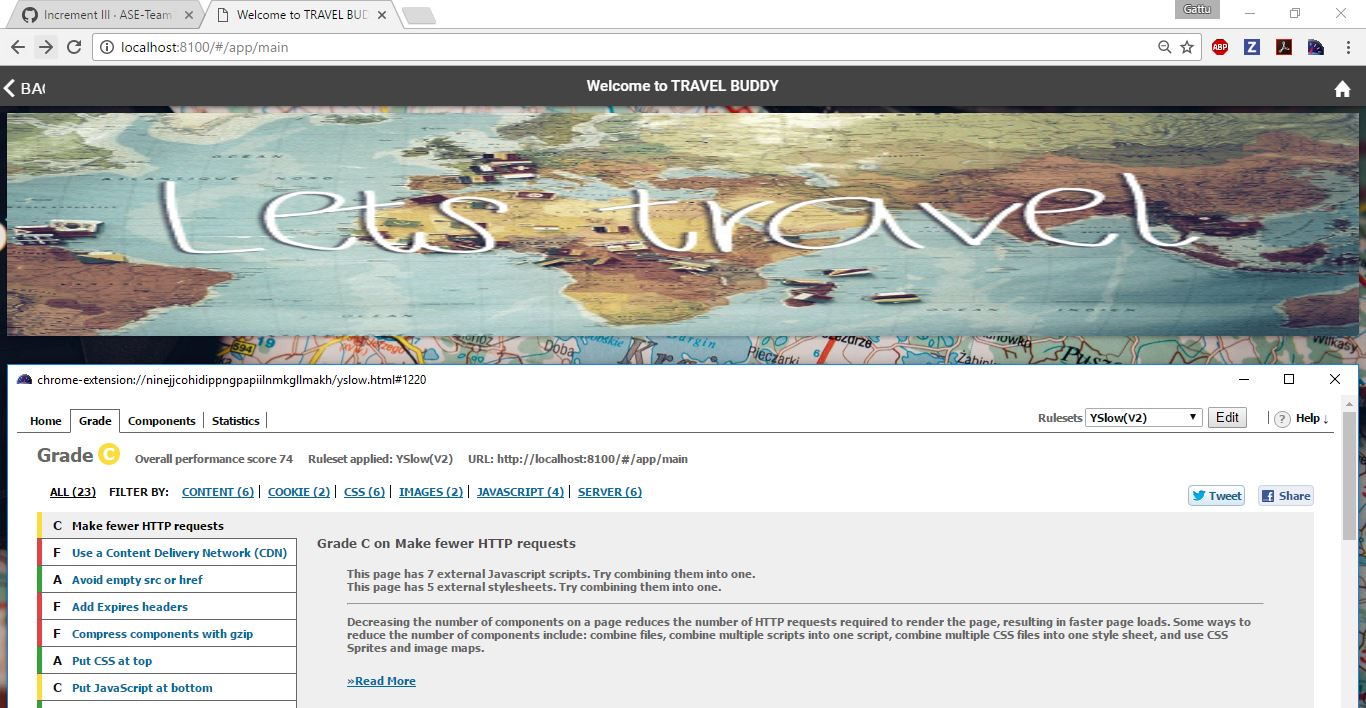 Increment III · ASE-Team
Welcome to TRAVEL BUD
Gattu
localhost:8100/#/app/main
ABP
Z
BAC
Welcome to TRAVEL BUDDY
Lets travel
OCEAN
594
19
Doba
Pieczarki
6
chrome-extension://ninejjcohidippngpapiilnmkgllmakh/yslow.html#1220
Home Grade Components Statistics
Rulesets YSlow(V2) Edit ? Help ↓
Grade C Overall performance score 74 Ruleset applied: YSlow(V2) URL: http://localhost:8100/#/app/main
ALL (23) FILTER BY: CONTENT (6) COOKIE (2) CSS (6) IMAGES (2) JAVASCRIPT (4) SERVER (6)
Tweet Share
C Make fewer HTTP requests
F Use a Content Delivery Network (CDN)
A Avoid empty src or href
F Add Expires headers
F Compress components with gzip
A Put CSS at top
C Put JavaScript at bottom
Grade C on Make fewer HTTP requests
This page has 7 external Javascript scripts. Try combining them into one.
This page has 5 external stylesheets. Try combining them into one.
Decreasing the number of components on a page reduces the number of HTTP requests required to render the page, resulting in faster page loads. Some ways to
reduce the number of components include: combine files, combine multiple scripts into one script, combine multiple CSS files into one style sheet, and use CSS
Sprites and image maps.
»Read More